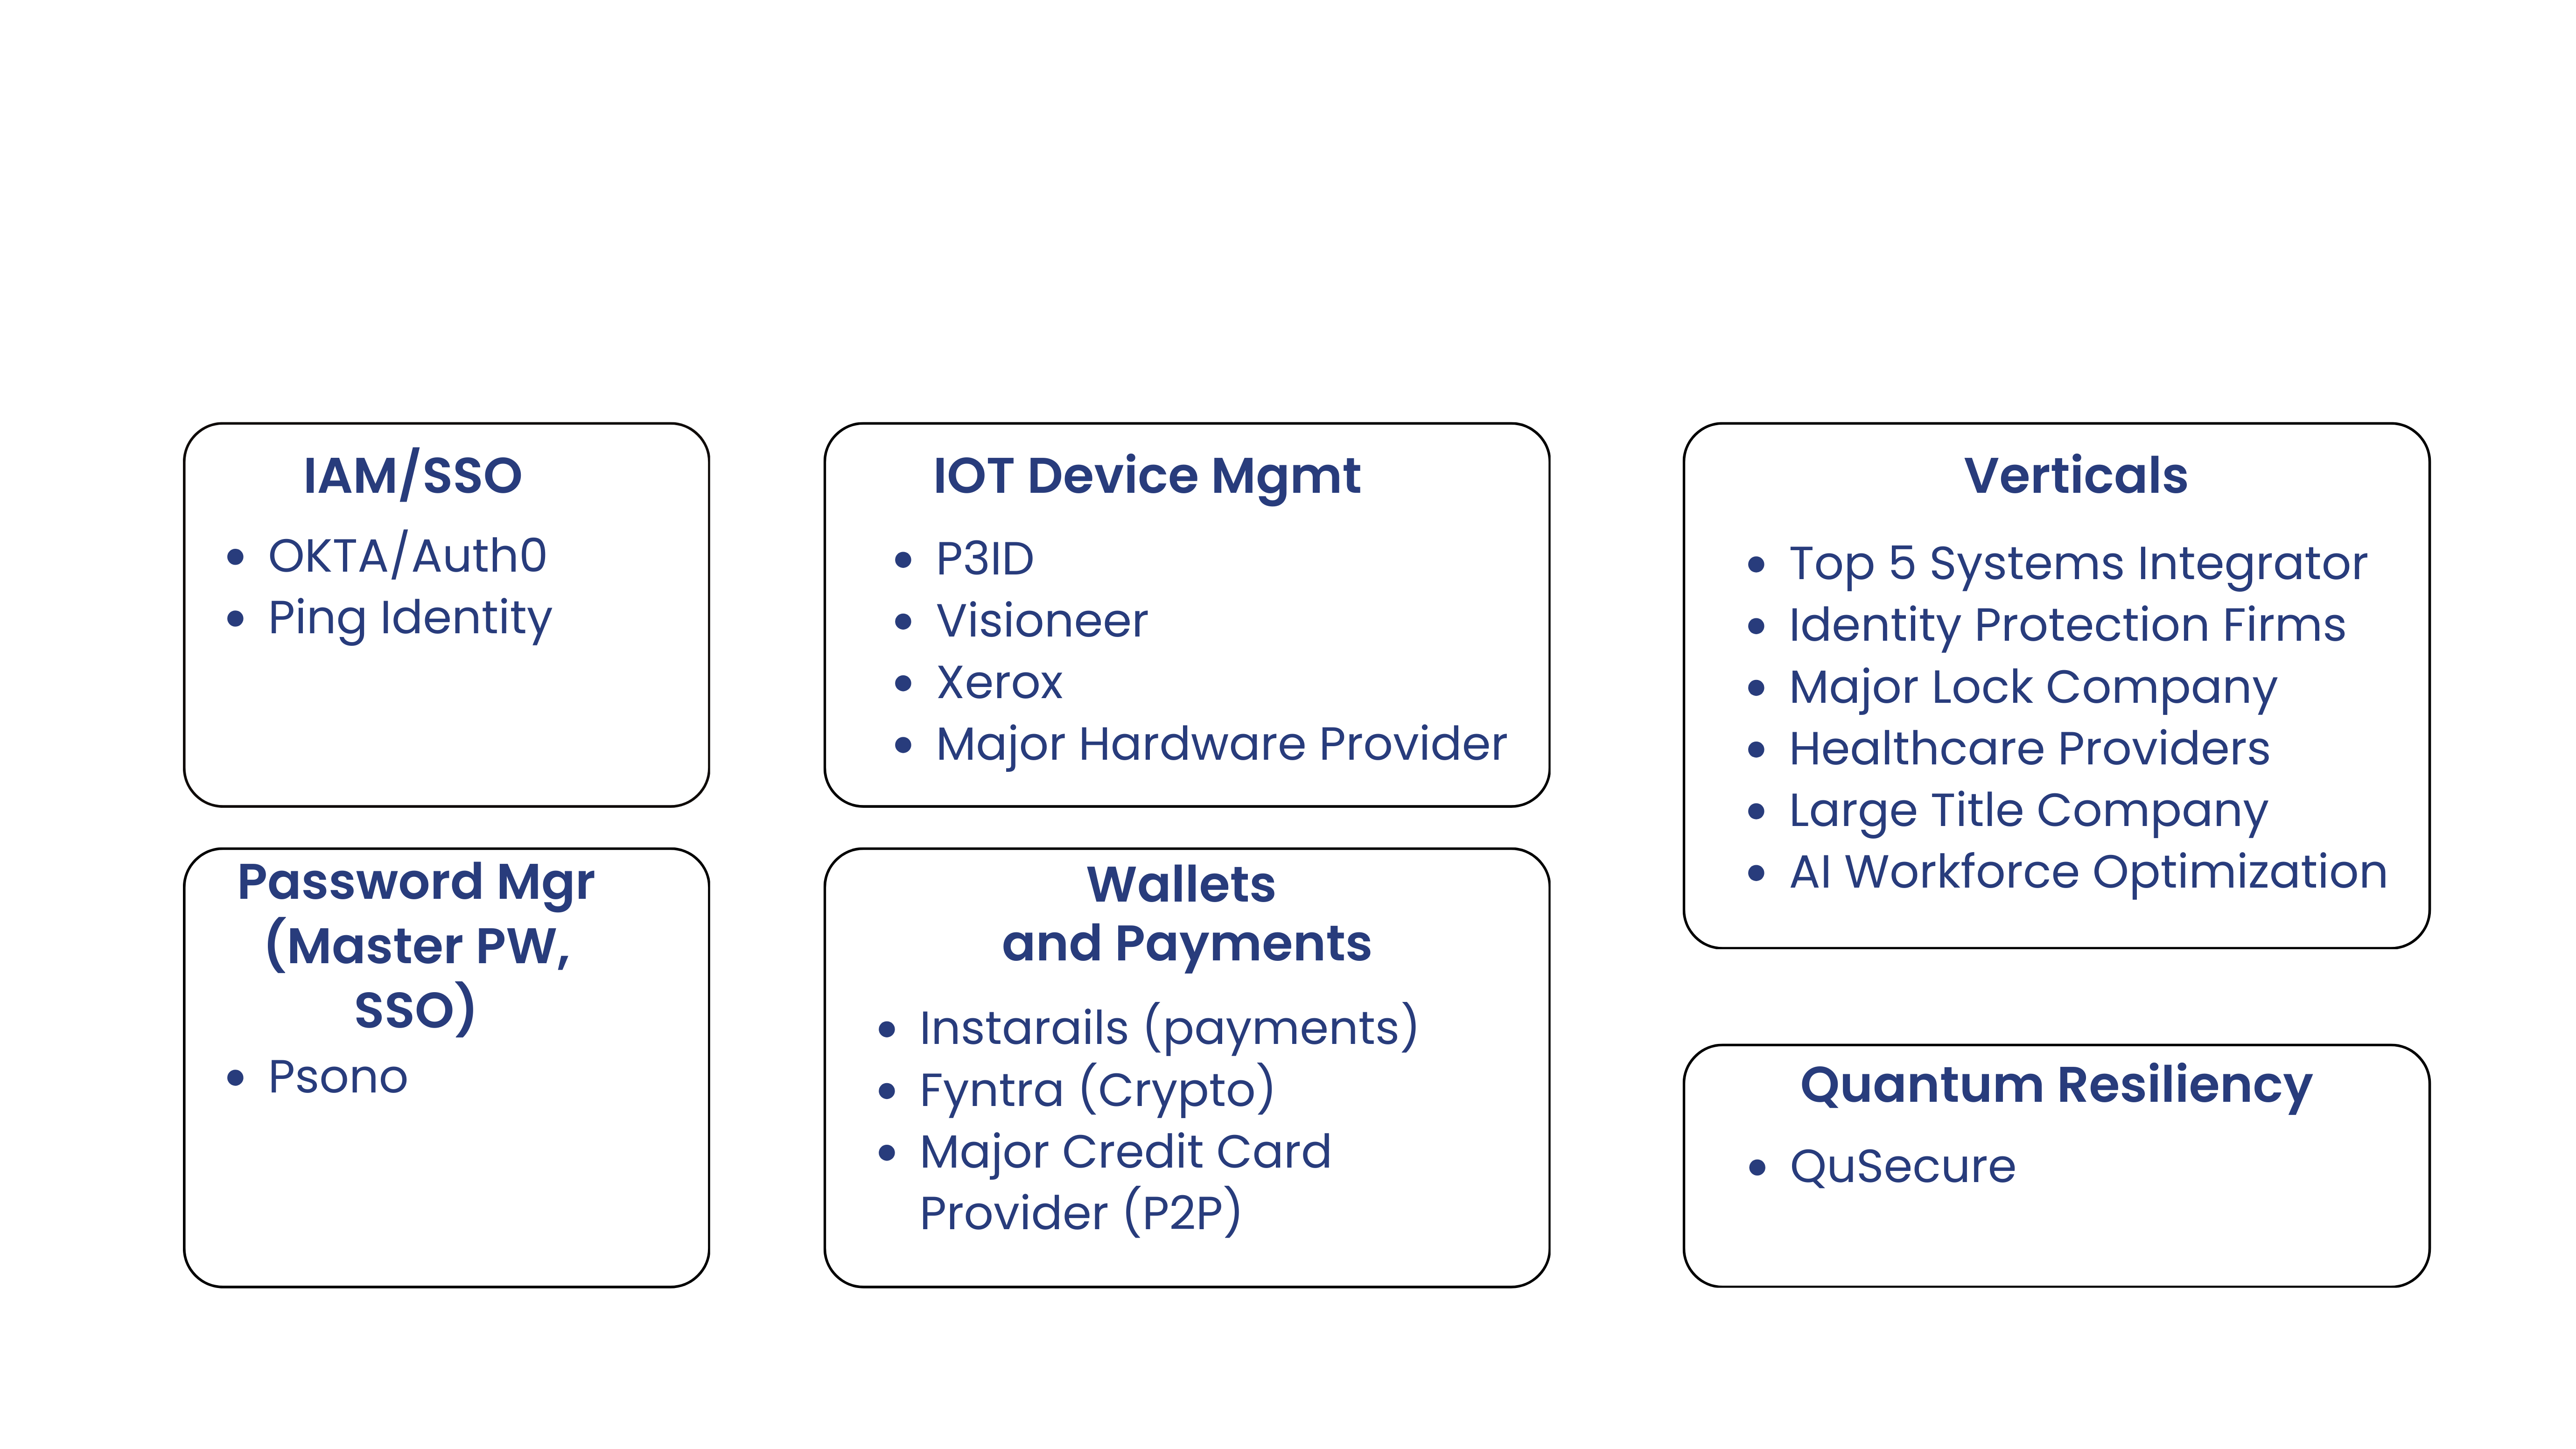 IAM/SSO
• OKTA/Auth0
• Ping Identity
Password Mgr
(Master PW,
SSO)
• Psono
IOT Device Mgmt
• P3ID
• Visioneer
• Xerox
• Major Hardware Provider
Wallets
and Payments
• Instarails (payments)
• Fyntra (Crypto)
• Major Credit Card
Provider (P2P)
Verticals
• Top 5 Systems Integrator
• Identity Protection Firms
• Major Lock Company
• Healthcare Providers
• Large Title Company
• AI Workforce Optimization
Quantum Resiliency
• QuSecure